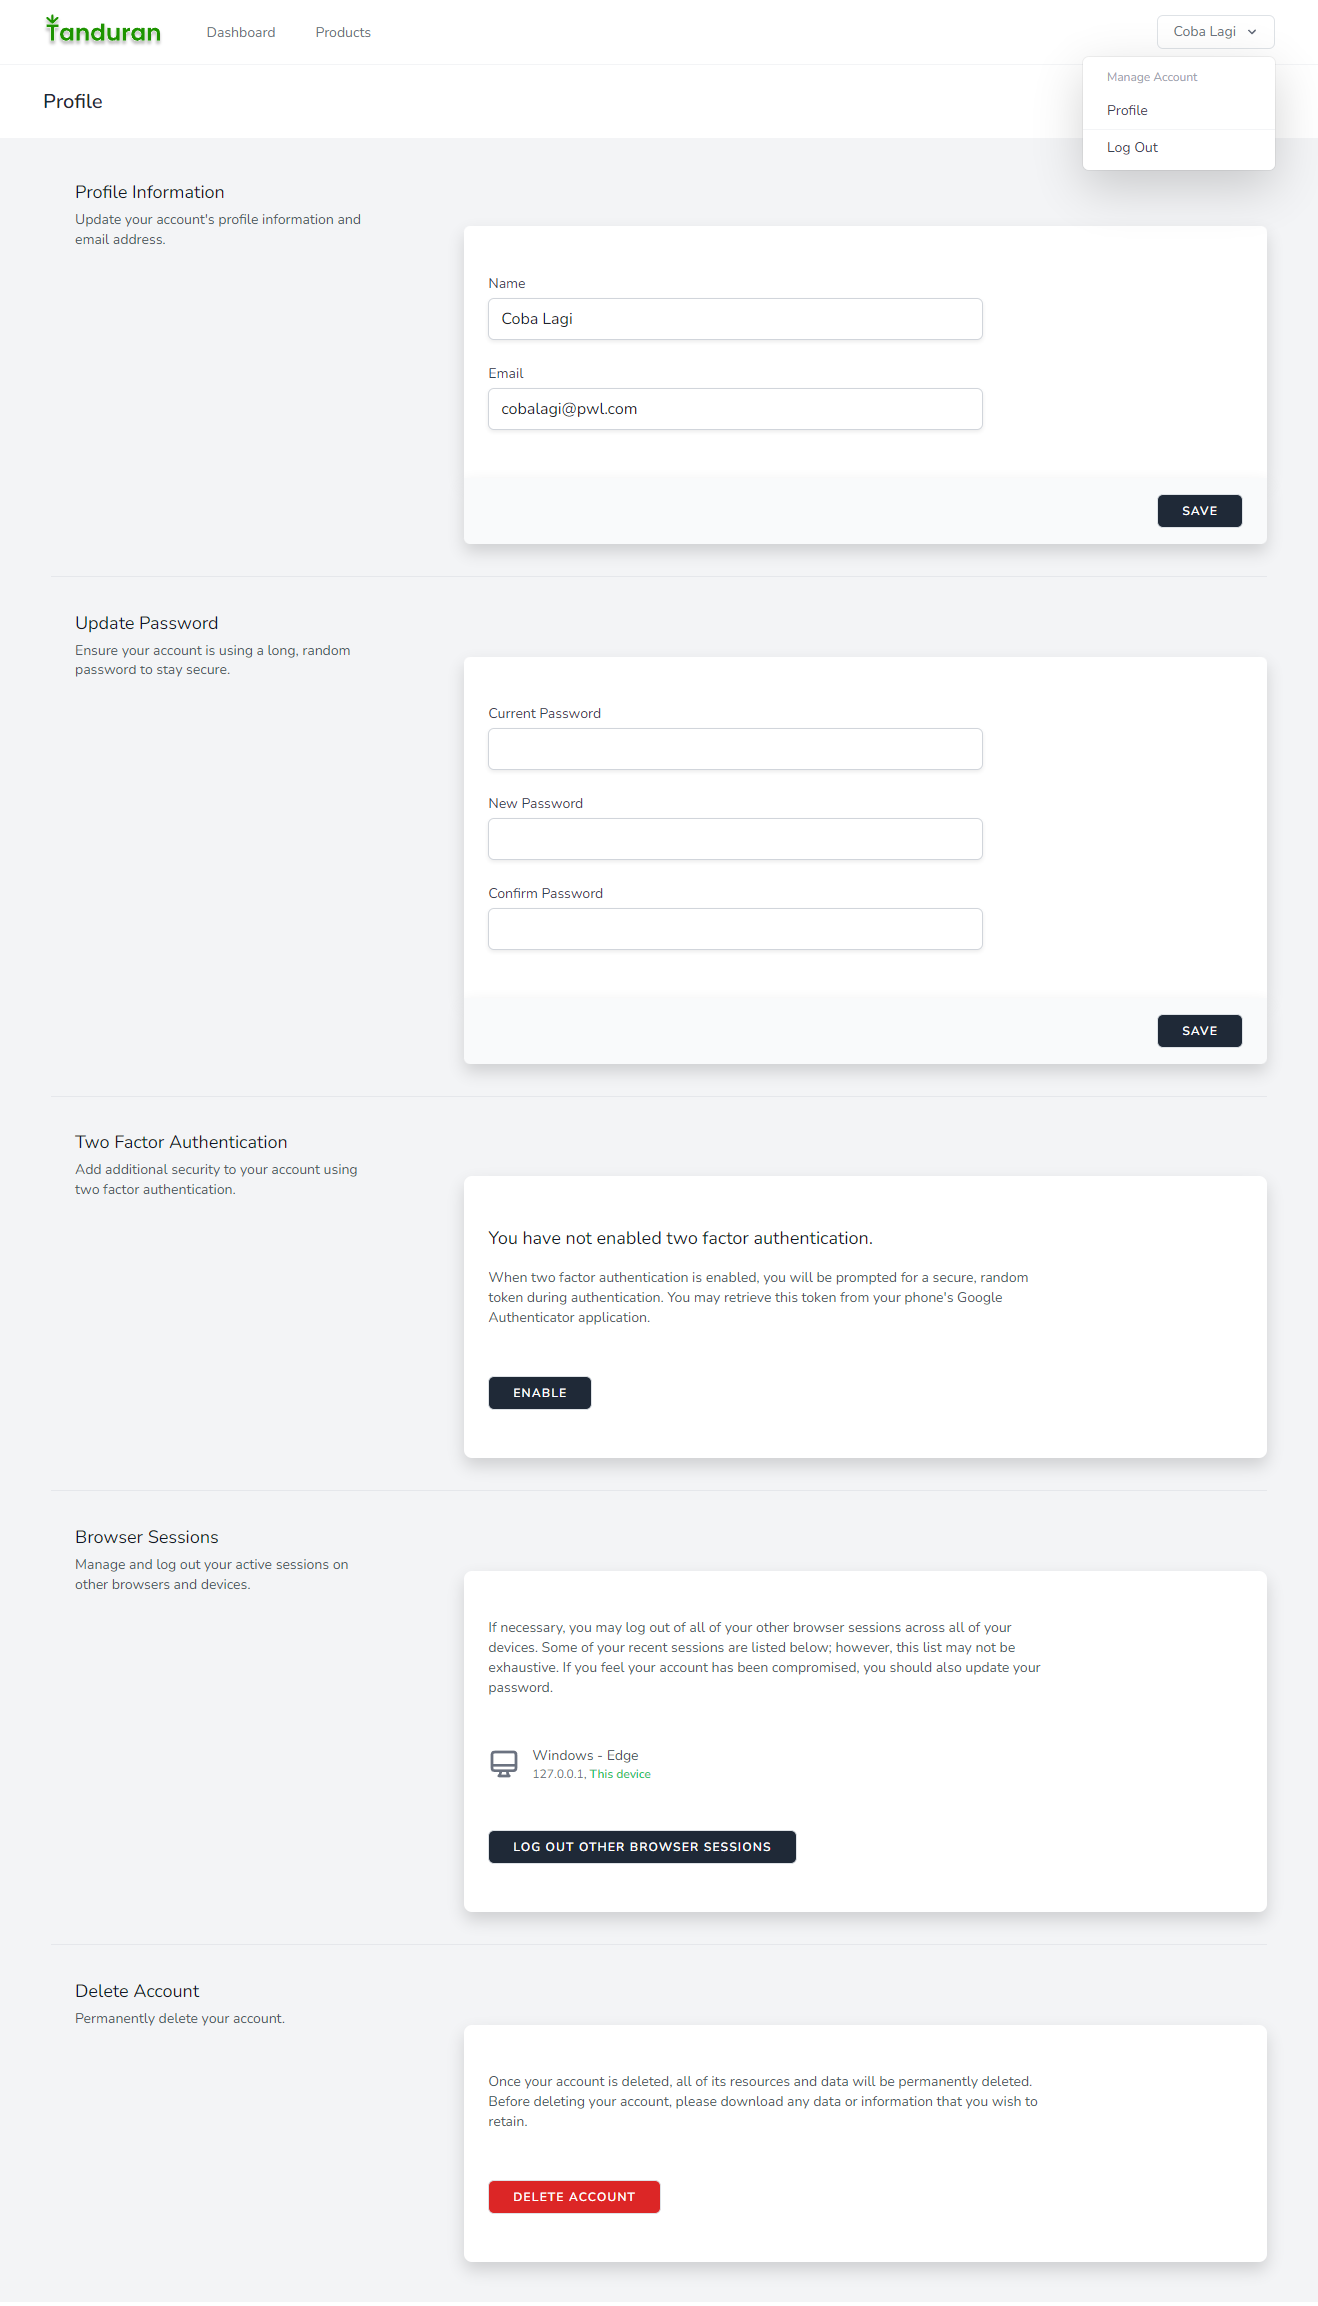 Tanduran
Dashboard
Products
Coba Lagi
Manage Account
Profile
Log Out
Profile
Profile Information
Update your account's profile information and
email address.
Name
Coba Lagi
Email
cobalagi@pwl.com
SAVE
Update Password
Ensure your account is using a long, random
password to stay secure.
Current Password
New Password
Confirm Password
SAVE
Two Factor Authentication
Add additional security to your account using
two factor authentication.
You have not enabled two factor authentication.
When two factor authentication is enabled, you will be prompted for a secure, random
token during authentication. You may retrieve this token from your phone's Google
Authenticator application.
ENABLE
Browser Sessions
Manage and log out your active sessions on
other browsers and devices.
If necessary, you may log out of all of your other browser sessions across all of your
devices. Some of your recent sessions are listed below; however, this list may not be
exhaustive. If you feel your account has been compromised, you should also update your
password.
Windows - Edge
127.0.0.1, This device
LOG OUT OTHER BROWSER SESSIONS
Delete Account
Permanently delete your account.
Once your account is deleted, all of its resources and data will be permanently deleted.
Before deleting your account, please download any data or information that you wish to
retain.
DELETE ACCOUNT